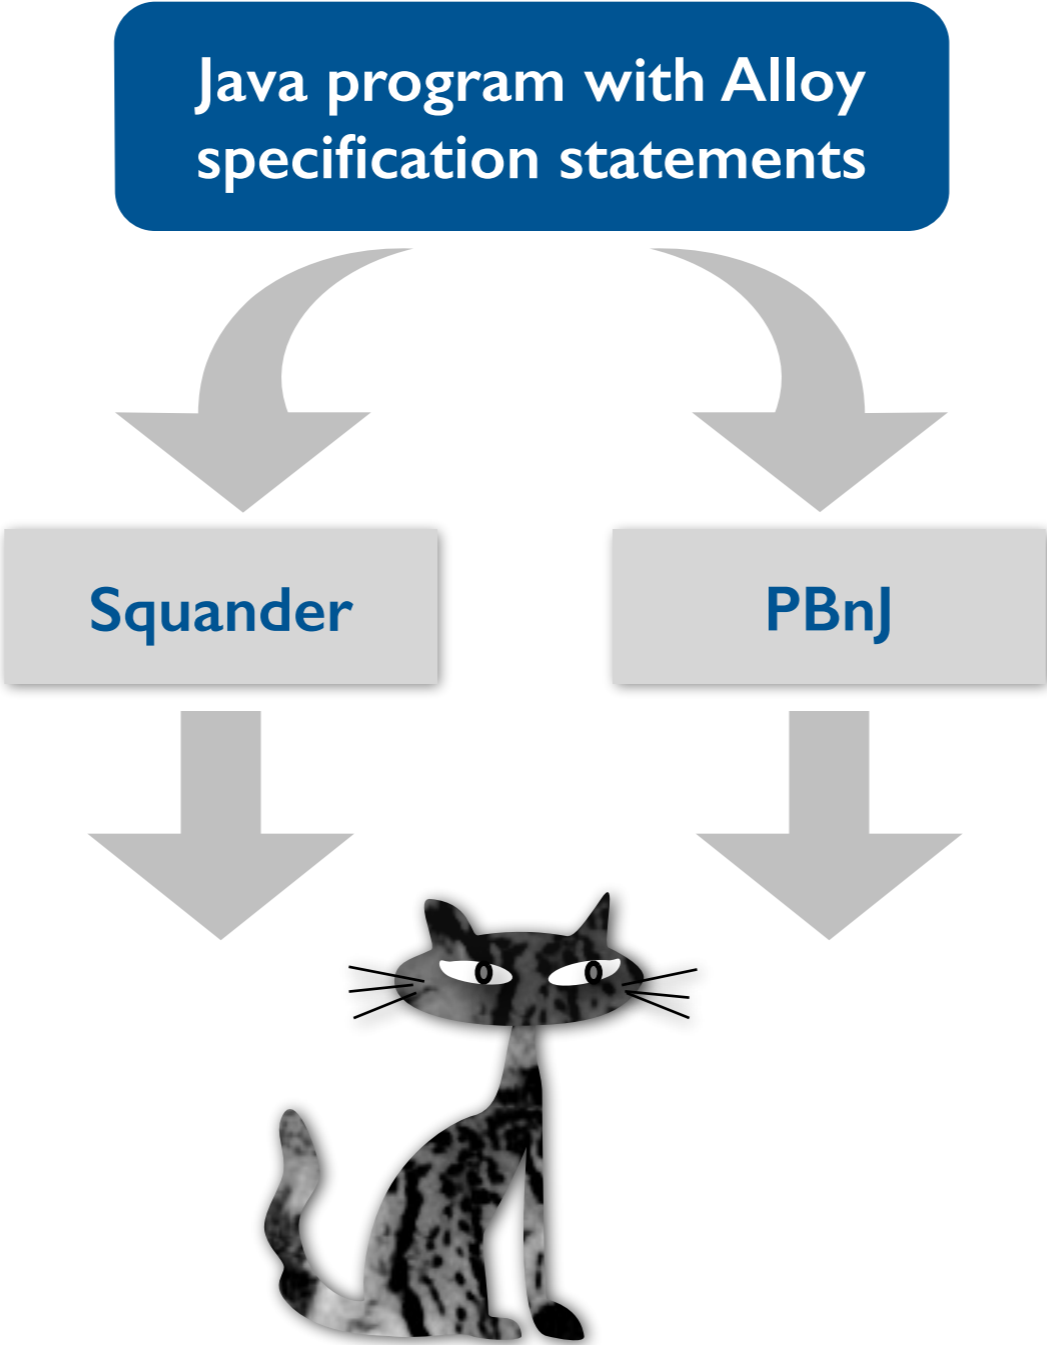 Java program with Alloy
specification statements
Squander
PBnJ